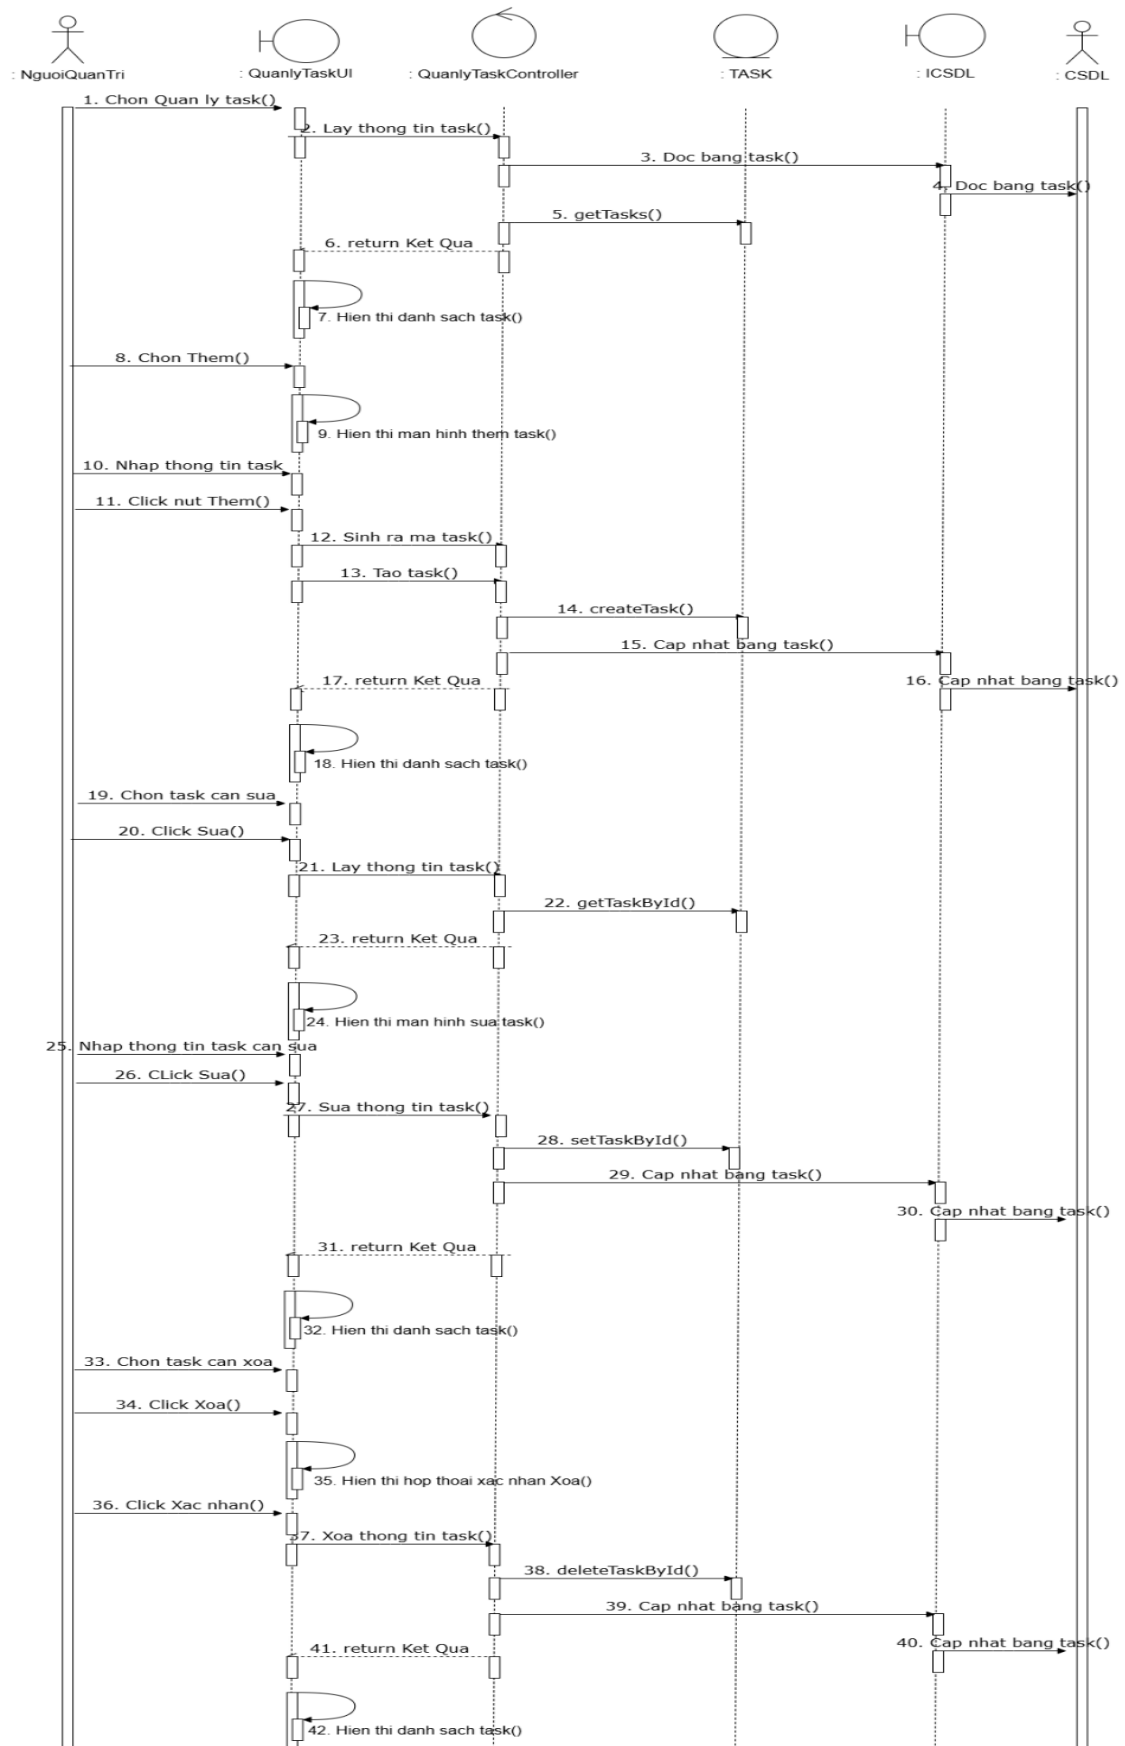 : NguoiQuanTri
: QuanlyTaskUI
: QuanlyTaskController
: TASK
: ICSDL
: CSDL
1. Chon Quan ly task()
2. Lay thong tin task()
3. Doc bang task()
4. Doc bang task()
5. getTasks()
6. return Ket Qua
7. Hien thi danh sach task()
8. Chon Them()
9. Hien thi man hinh them task()
10. Nhap thong tin task
11. Click nut Them()
12. Sinh ra ma task()
13. Tao task()
14. createTask()
15. Cap nhat bang task()
17. return Ket Qua
16. Cap nhat bang task()
18. Hien thi danh sach task()
19. Chon task can sua
20. Click Sua()
21. Lay thong tin task()
22. getTaskById()
23. return Ket Qua
24. Hien thi man hinh sua task()
25. Nhap thong tin task can sua
26. CLick Sua()
27. Sua thong tin task()
28. setTaskById()
29. Cap nhat bang task()
30. Cap nhat bang task()
31. return Ket Qua
32. Hien thi danh sach task()
33. Chon task can xoa
34. Click Xoa()
35. Hien thi hop thoai xac nhan Xoa()
36. Click Xac nhan()
37. Xoa thong tin task()
38. deleteTaskById()
39. Cap nhat bang task()
40. Cap nhat bang task()
41. return Ket Qua
42. Hien thi danh sach task()